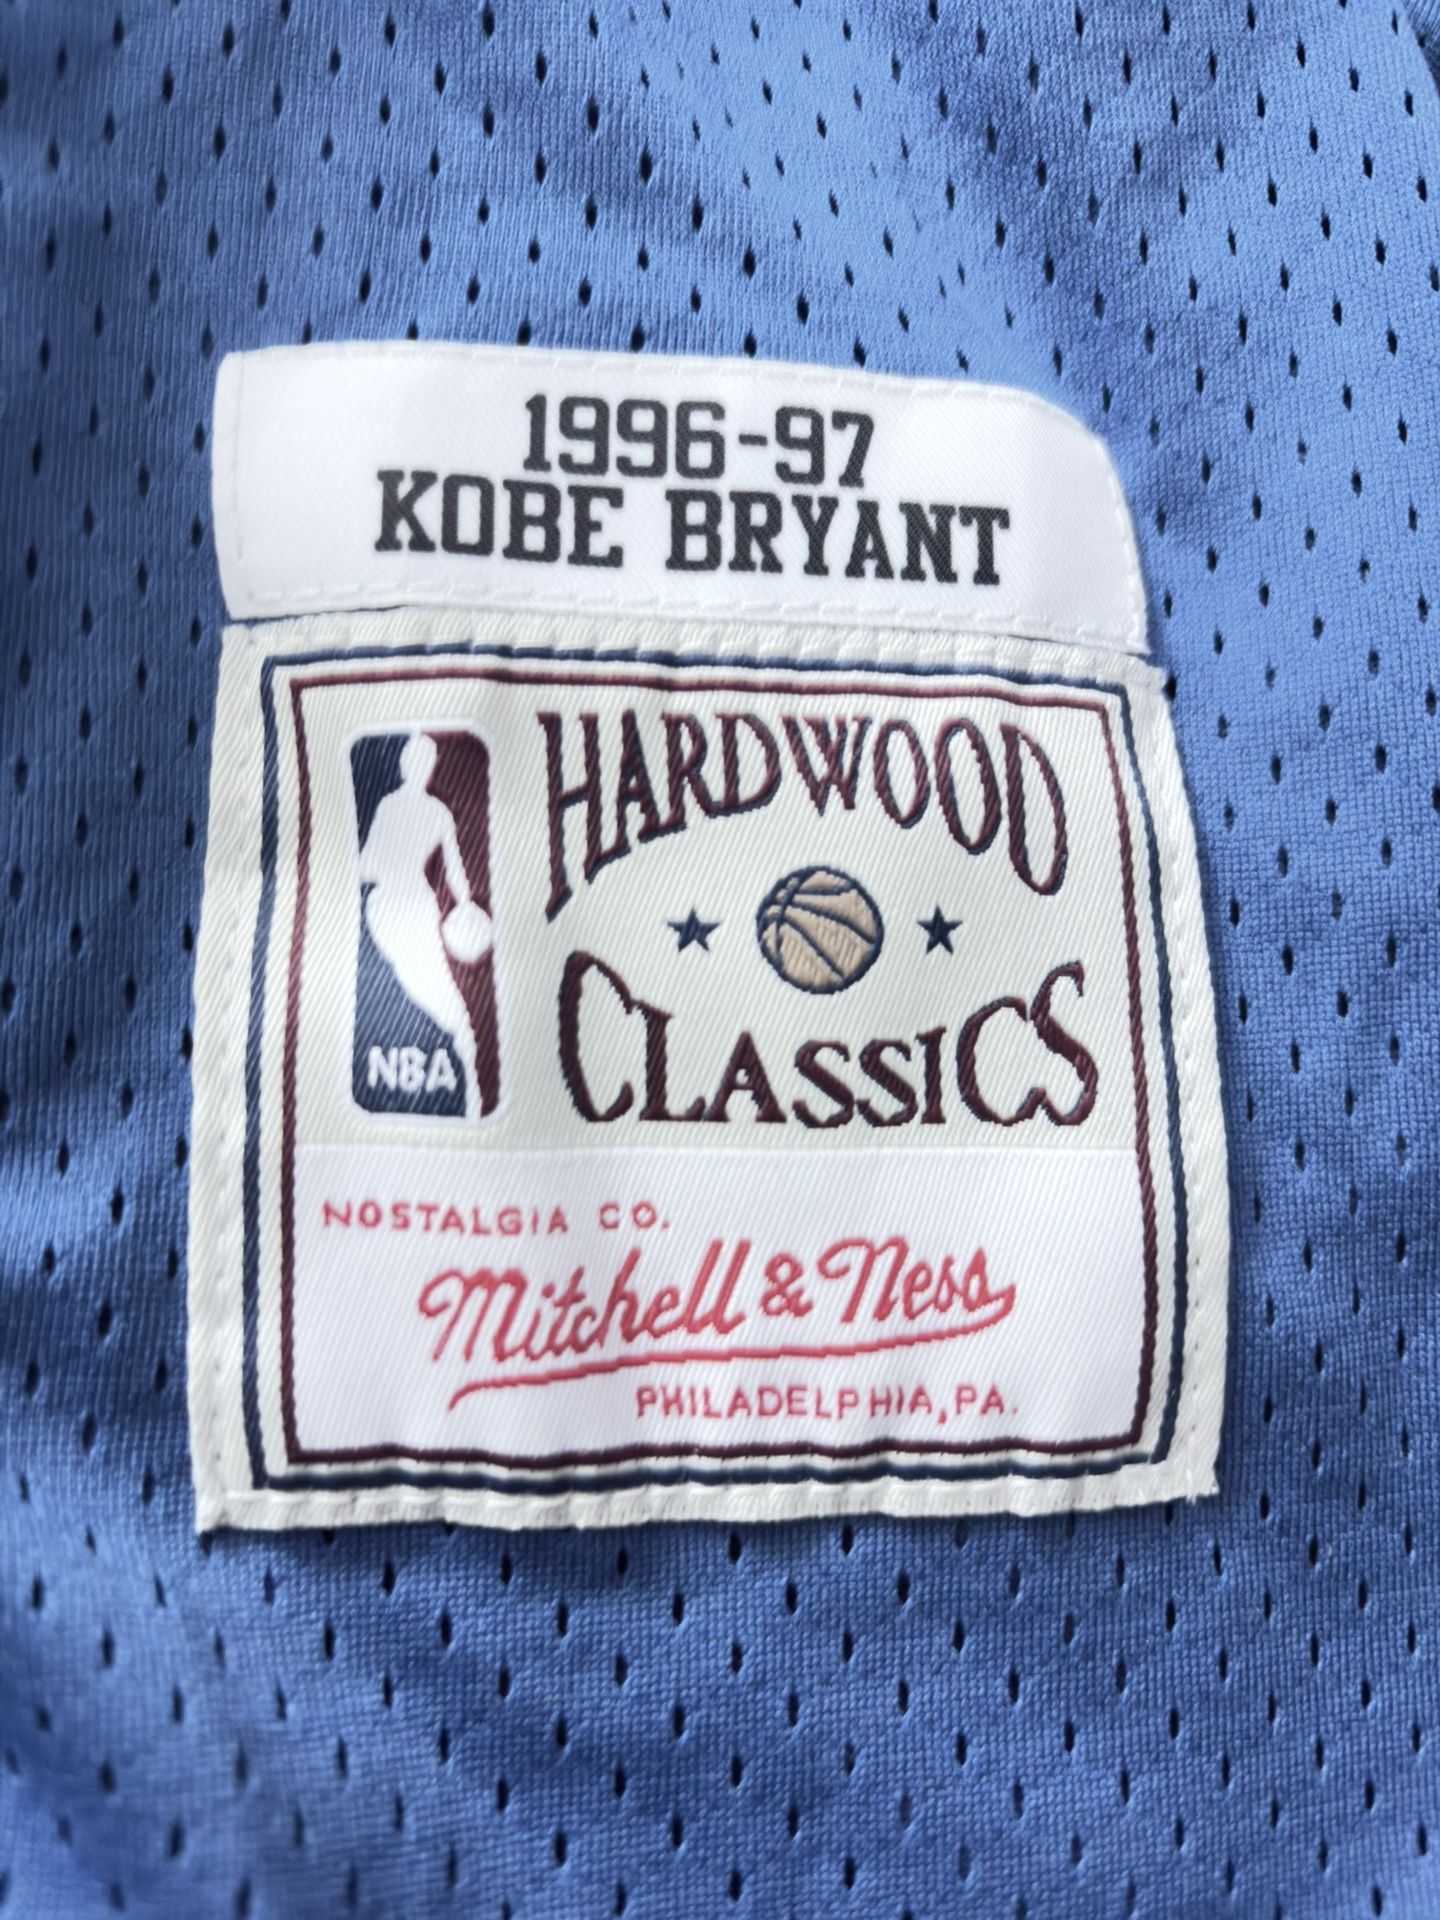 1996-97
KOBE BRYANT
HARDWOOD
CLASSICS
NBA
NOSTALGIA CO.
Mitchell & Ness
PHILADELPHIA, PA.